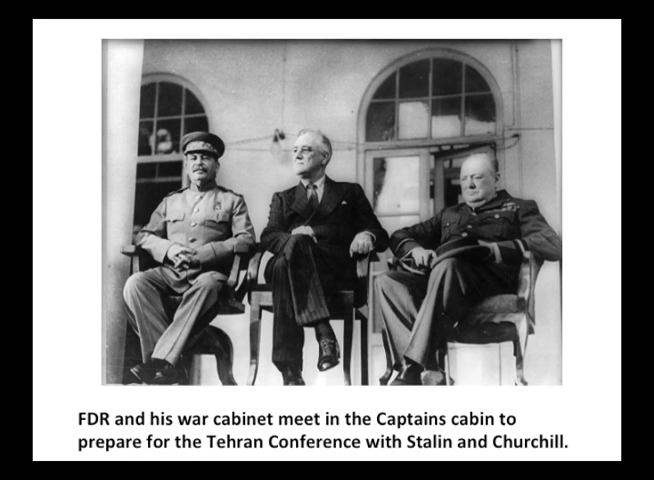 FDR and his war cabinet meet in the Captains cabin to
prepare for the Tehran Conference with Stalin and Churchill.